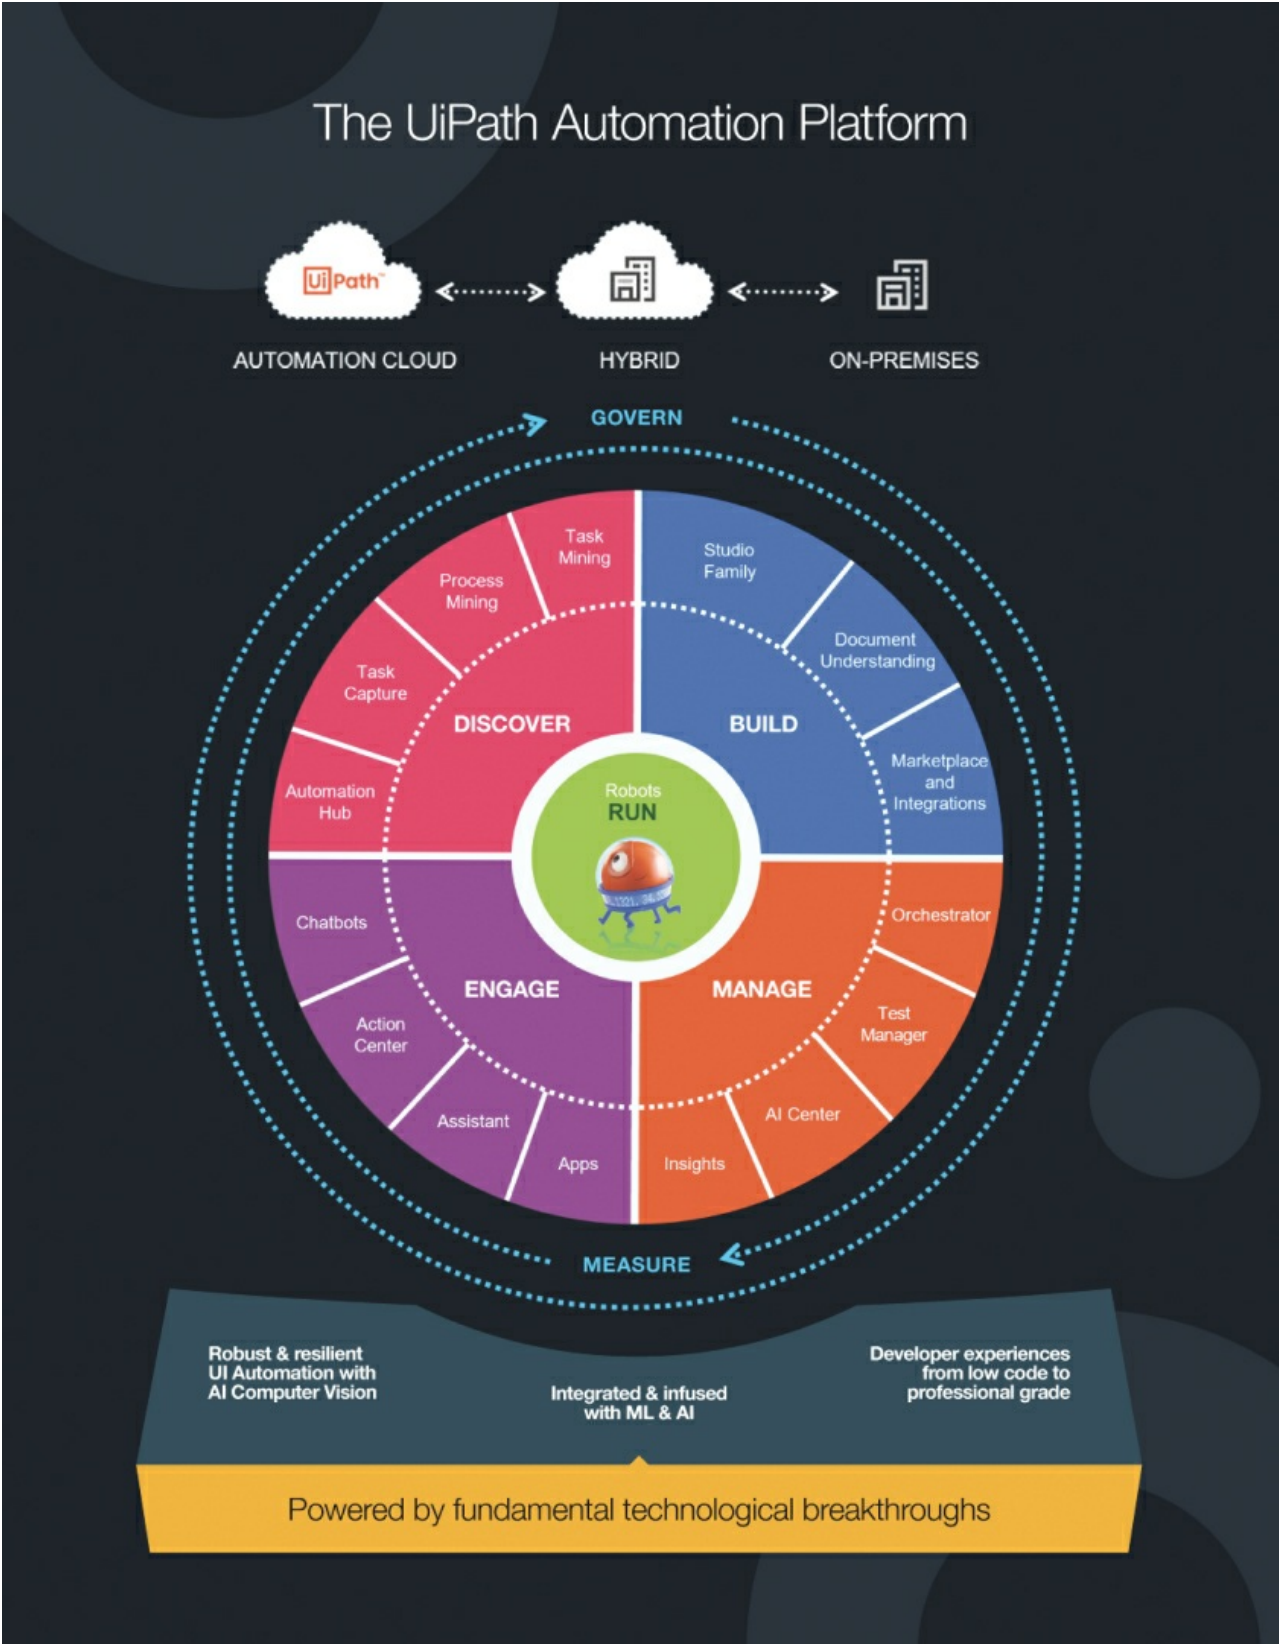 The UiPath Automation Platform
UiPath™
AUTOMATION CLOUD
HYBRID
ON-PREMISES
GOVERN
Task
Mining
Process
Mining
Task
Capture
Automation
Hub
DISCOVER
Studio
Family
Document
Understanding
Marketplace
and
Integrations
BUILD
Robots
RUN
Chatbots
Action
Center
Assistant
Apps
ENGAGE
MANAGE
Orchestrator
Test
Manager
AI Center
Insights
MEASURE
Robust & resilient
UI Automation with
AI Computer Vision
Integrated & infused
with ML & AI
Developer experiences
from low code to
professional grade
Powered by fundamental technological breakthroughs